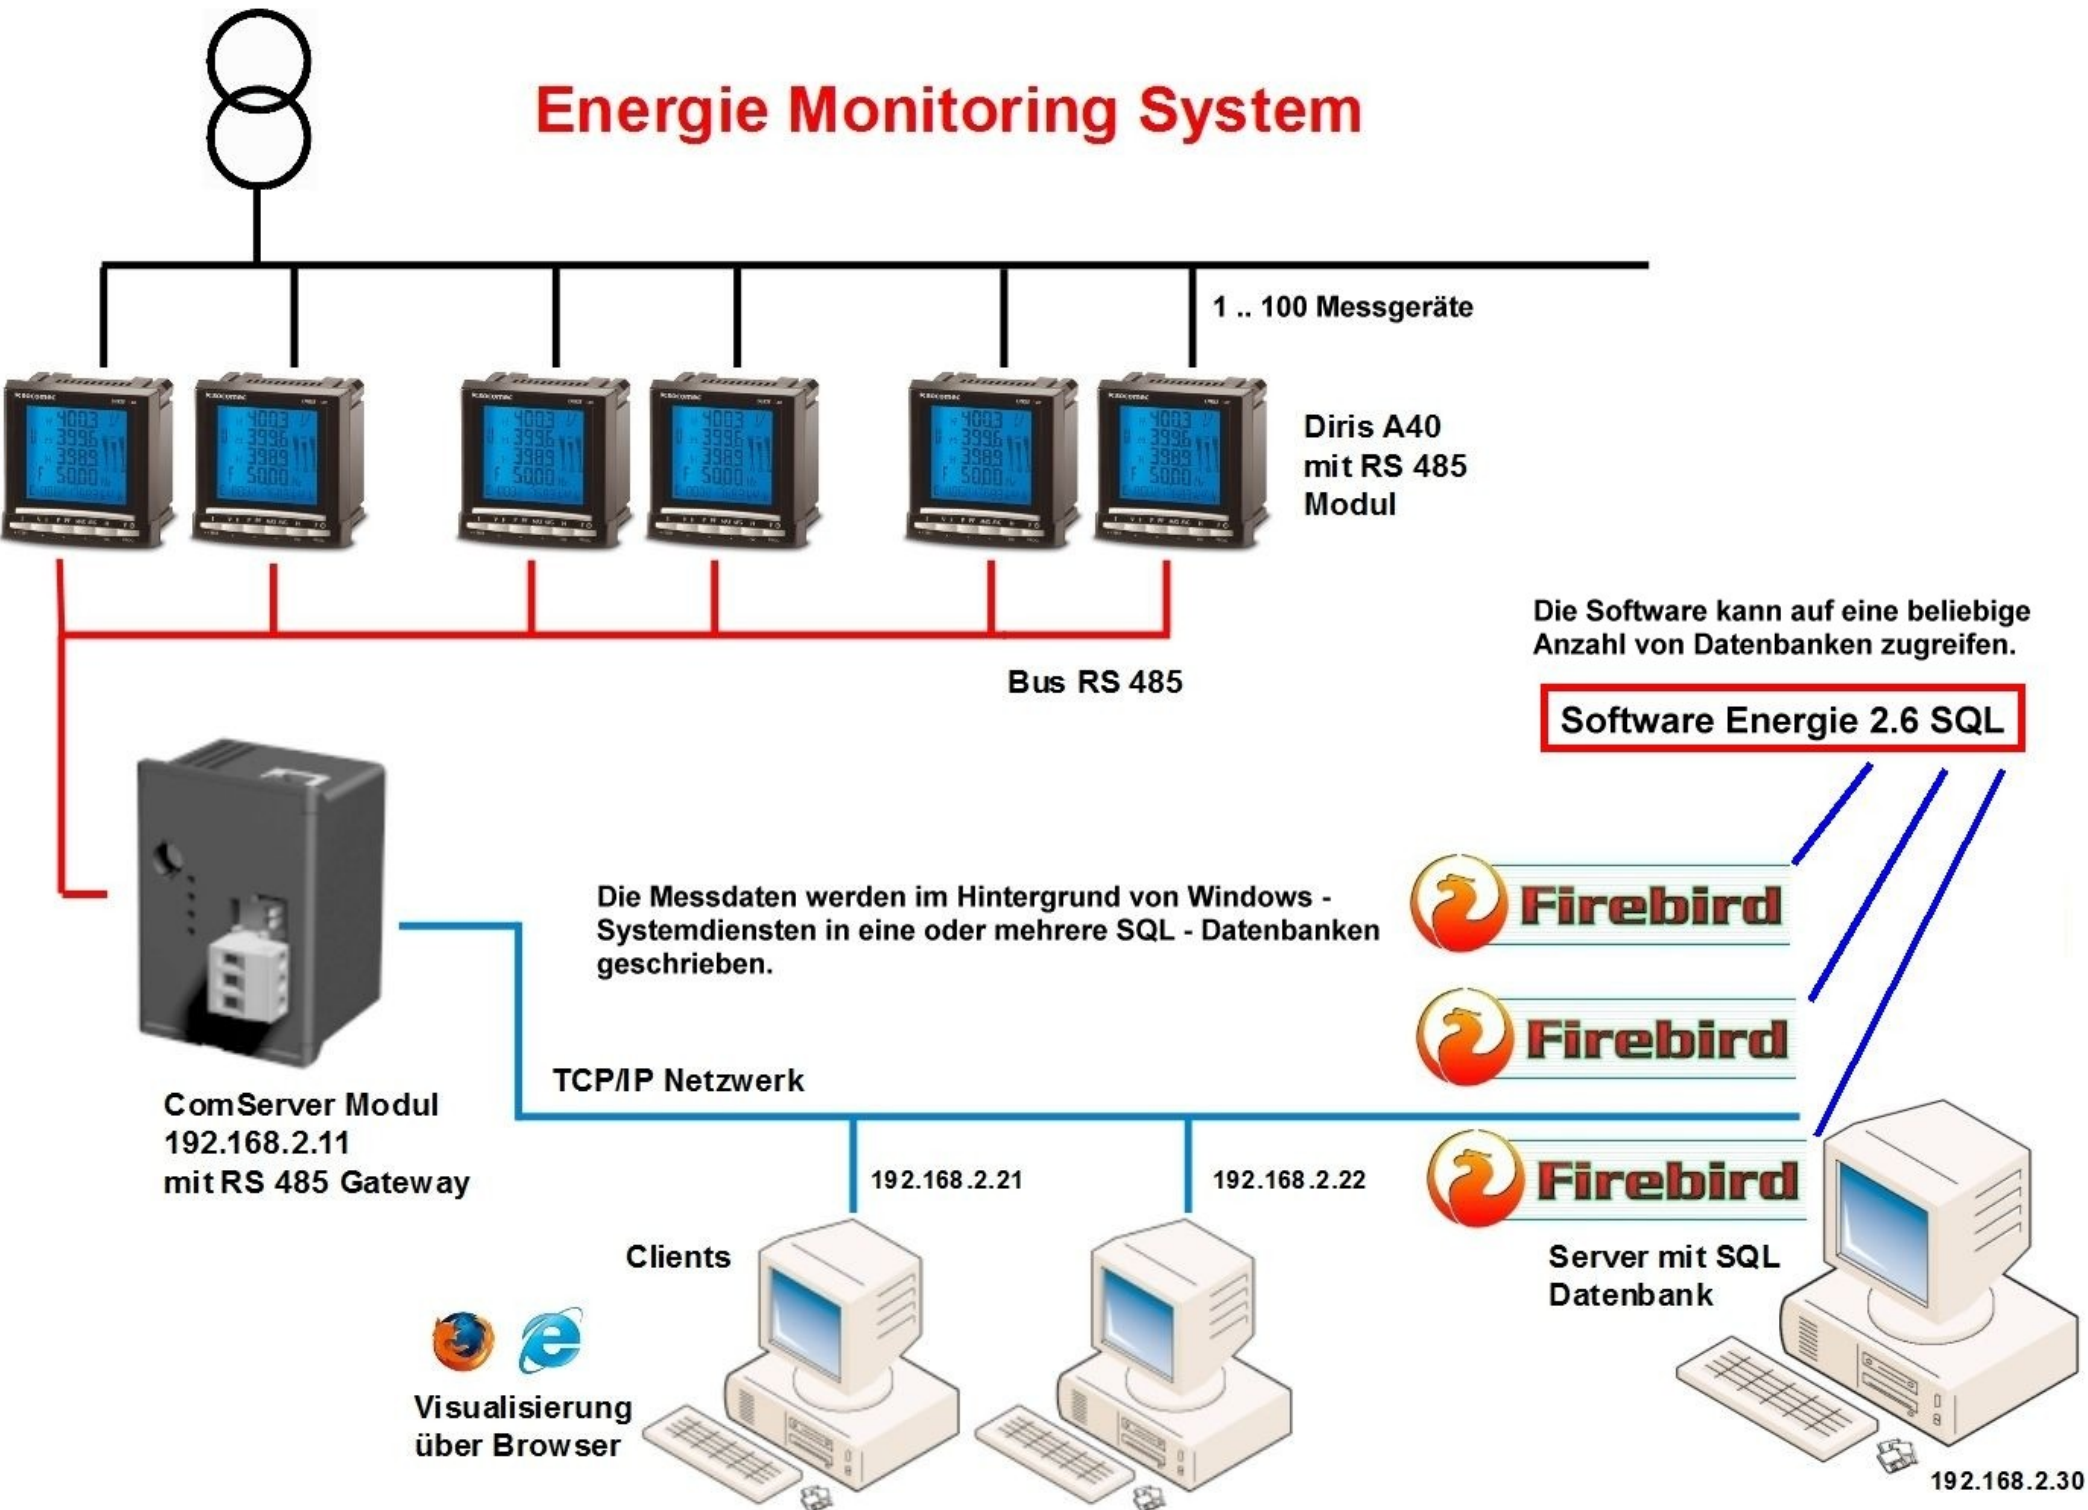 Energie Monitoring System
1 .. 100 Messgeräte
Diris A40
mit RS 485
Modul
Bus RS 485
Die Software kann auf eine beliebige
Anzahl von Datenbanken zugreifen.
Software Energie 2.6 SQL
Die Messdaten werden im Hintergrund von Windows -
Systemdiensten in eine oder mehrere SQL - Datenbanken
geschrieben.
Firebird
Firebird
Firebird
TCP/IP Netzwerk
ComServer Modul
192.168.2.11
mit RS 485 Gateway
192.168.2.21
192.168.2.22
Clients
Server mit SQL
Datenbank
Visualisierung
über Browser
192.168.2.30